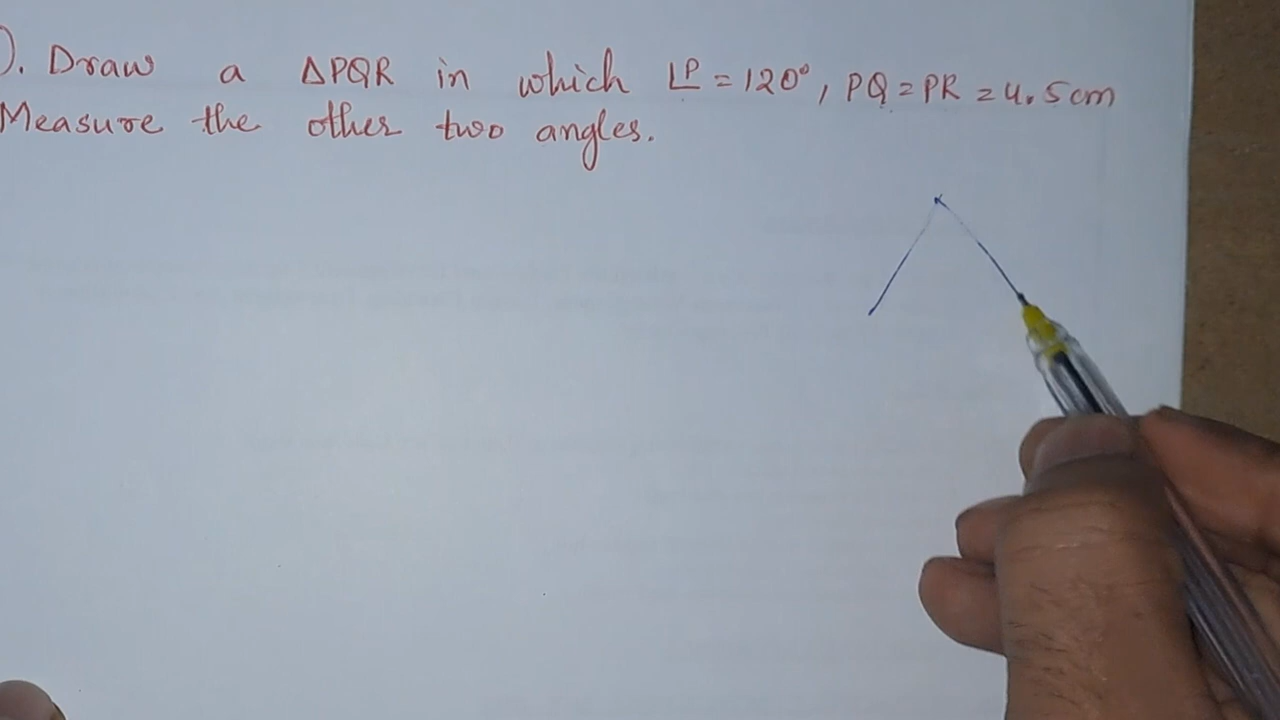 ). Draw a ΔPQR in which ∠P = 120°, PQ = PR = 4.5cm
Measure the other two angles.